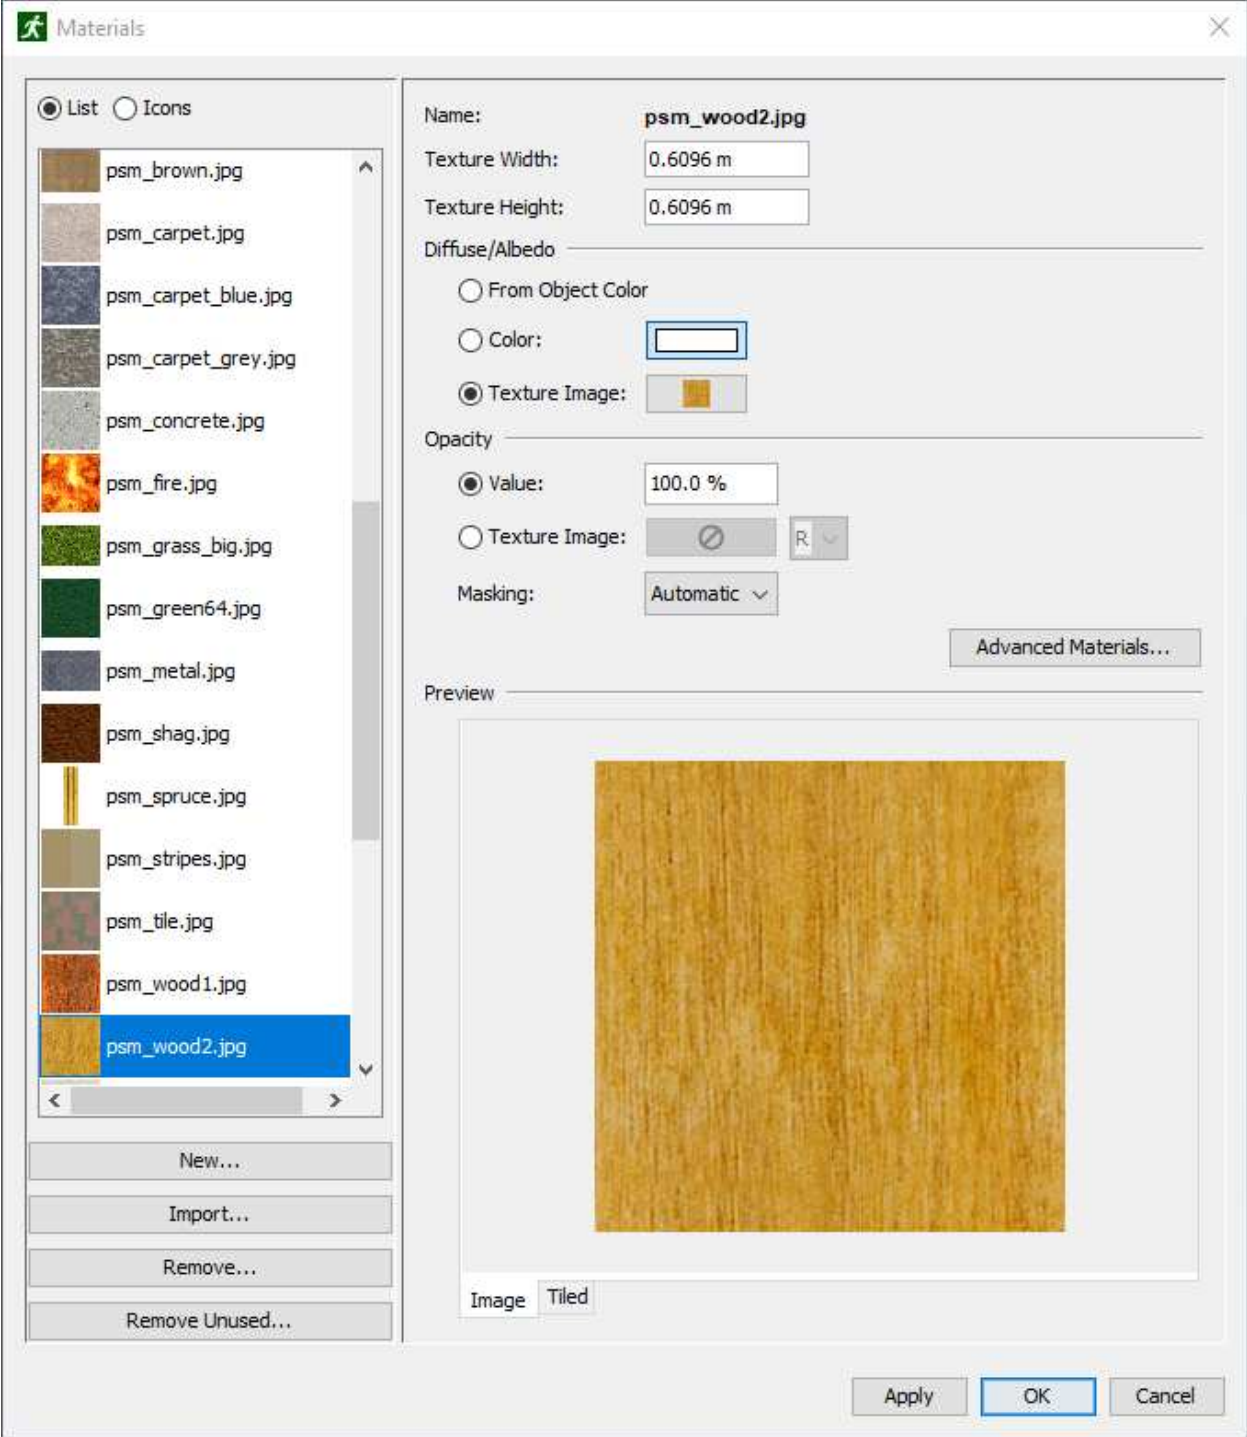 Materials
List
Icons
psm_brown.jpg
psm_carpet.jpg
psm_carpet_blue.jpg
psm_carpet_grey.jpg
psm_concrete.jpg
psm_fire.jpg
psm_grass_big.jpg
psm_green64.jpg
psm_metal.jpg
psm_shag.jpg
psm_spruce.jpg
psm_stripes.jpg
psm_tile.jpg
psm_wood1.jpg
psm_wood2.jpg
New...
Import...
Remove...
Remove Unused...
Name: psm_wood2.jpg
Texture Width: 0.6096 m
Texture Height: 0.6096 m
Diffuse/Albedo
From Object Color
Color:
Texture Image:
Opacity
Value: 100.0 %
Texture Image: R
Masking: Automatic
Advanced Materials...
Preview
Image Tiled
Apply OK Cancel